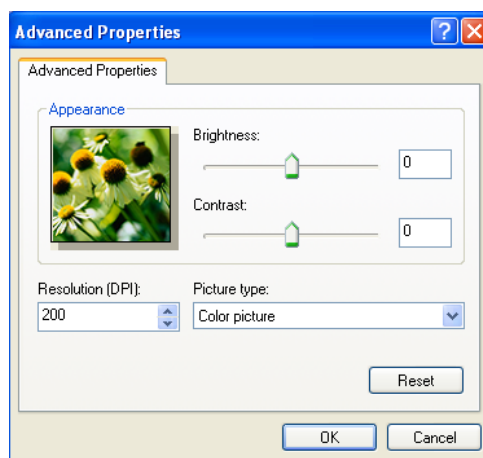 Advanced Properties
Advanced Properties
Appearance
Brightness:
0
Contrast:
0
Resolution (DPI):
Picture type:
200
Color picture
Reset
OK
Cancel